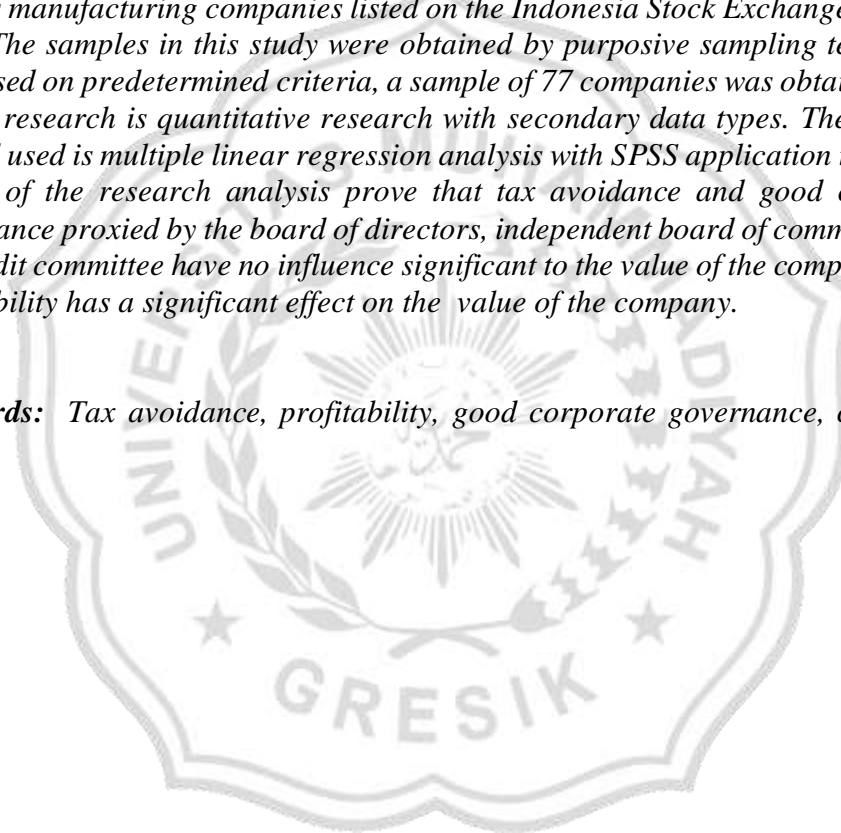 manufacturing companies listed on the Indonesia Stock Exchange
The samples in this study were obtained by purposive sampling te
sed on predetermined criteria, a sample of 77 companies was obtai
research is quantitative research with secondary data types. The
used is multiple linear regression analysis with SPSS application
of the research analysis prove that tax avoidance and good
ance proxied by the board of directors, independent board of comm
dit committee have no influence significant to the value of the comp
bility has a significant effect on the value of the company.
rds: Tax avoidance, profitability, good corporate governance,
UNIVERSITAS MUHAMMADIYAH
GRESIK